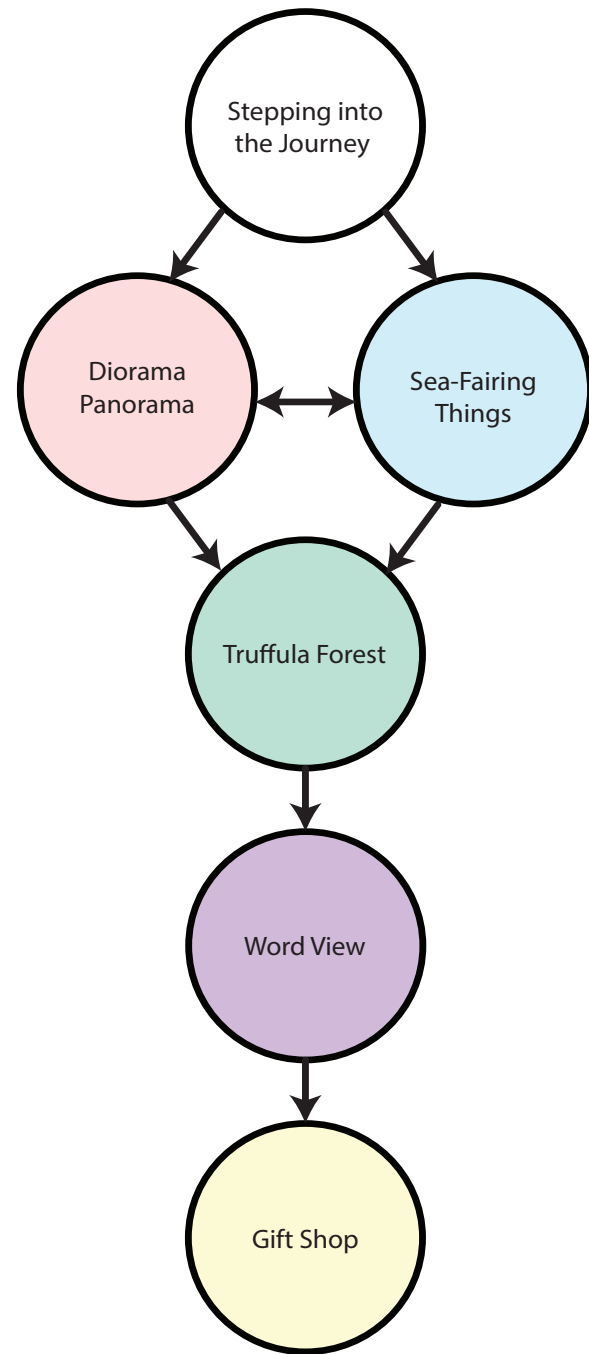 Stepping into
the Journey
Diorama
Panorama
Sea-Fairing
Things
Truffula Forest
Word View
Gift Shop